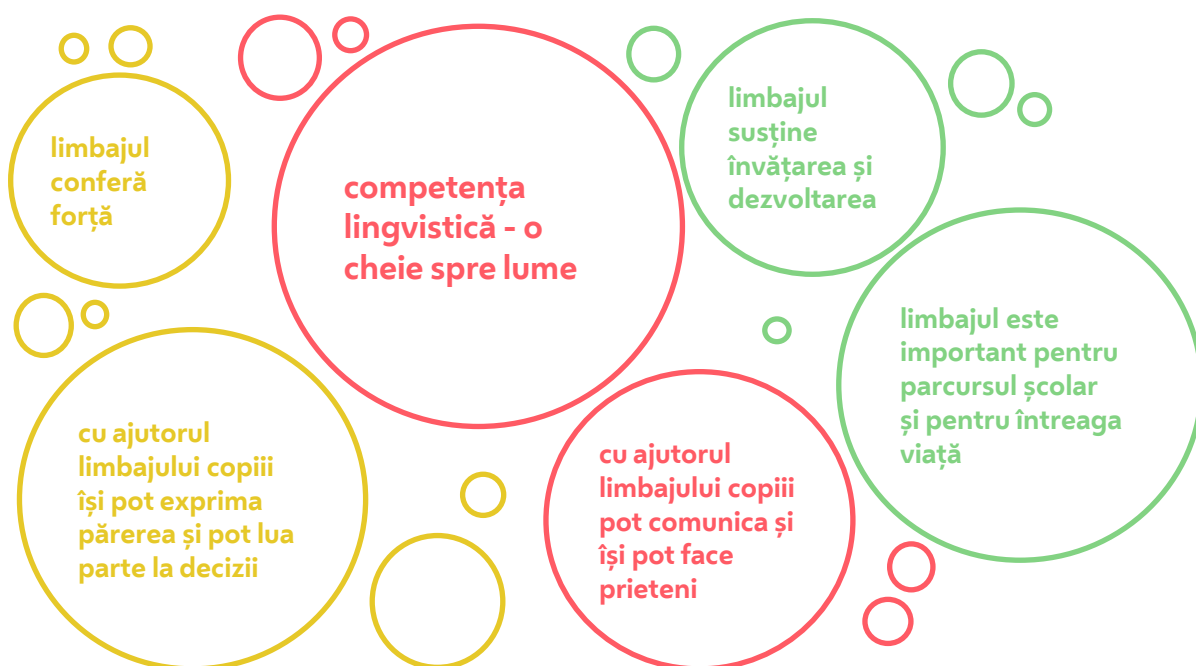 limbajul
conferă
forță
competența
lingvistică - o
cheie spre lume
limbajul
susține
învățarea și
dezvoltarea
limbajul este
important pentru
parcursul școlar
și pentru întreaga
viață
cu ajutorul
limbajului copiii
își pot exprima
părerea și pot lua
parte la decizii
cu ajutorul
limbajului copiii
pot comunica și
își pot face
prieteni